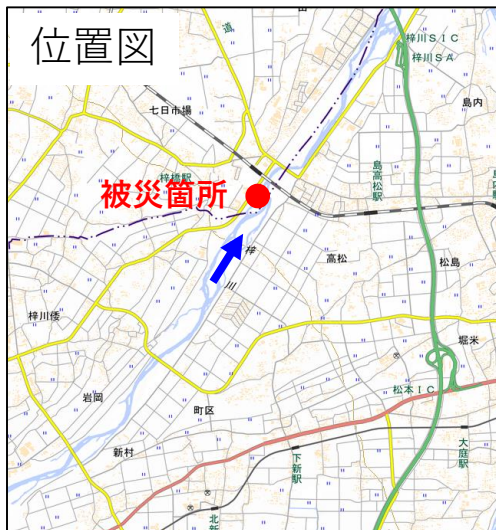 位置図
田
道
梓川ＳＩＣ
梓川ＳＡ
七日市場
島内
梓橋駅
島高松駅
被災箇所
梓
川
高松
松島
梓川倭
堀米
松本ＩＣ
岩岡
町区
大庭駅
新村
下新駅
北新